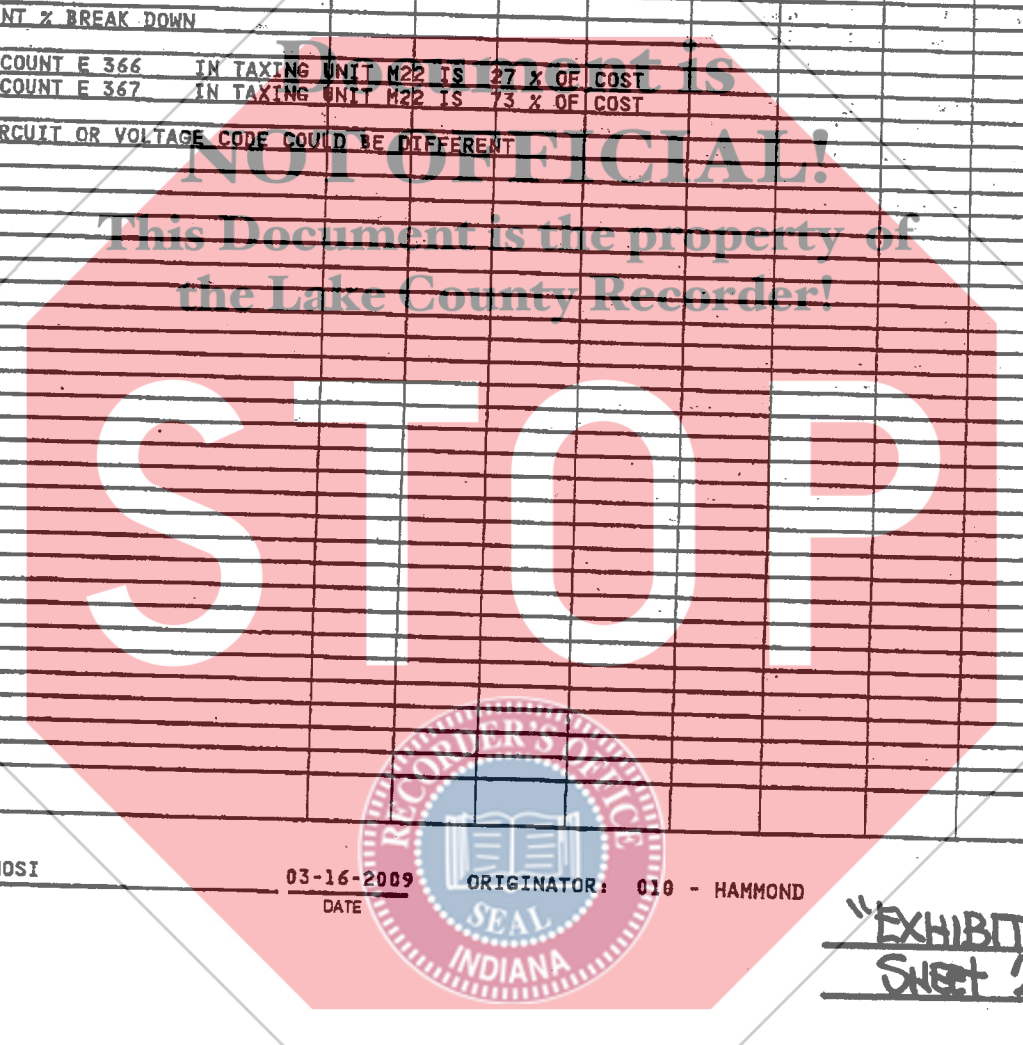 NT % BREAK DOWN
COUNT E 366 IN TAXING UNIT M22 IS 27 % OF COST
COUNT E 367 IN TAXING UNIT M22 IS 73 % OF COST
RCUIT OR VOLTAGE CODE COULD BE DIFFERENT
Document is
NOT OFFICIAL!
This Document is the property of
the Lake County Recorder!
STOP
RECORDER'S OFFICE
SEAL
INDIANA
03-16-2009 ORIGINATOR: 010 - HAMMOND
DATE
"EXHIBIT
Sheet